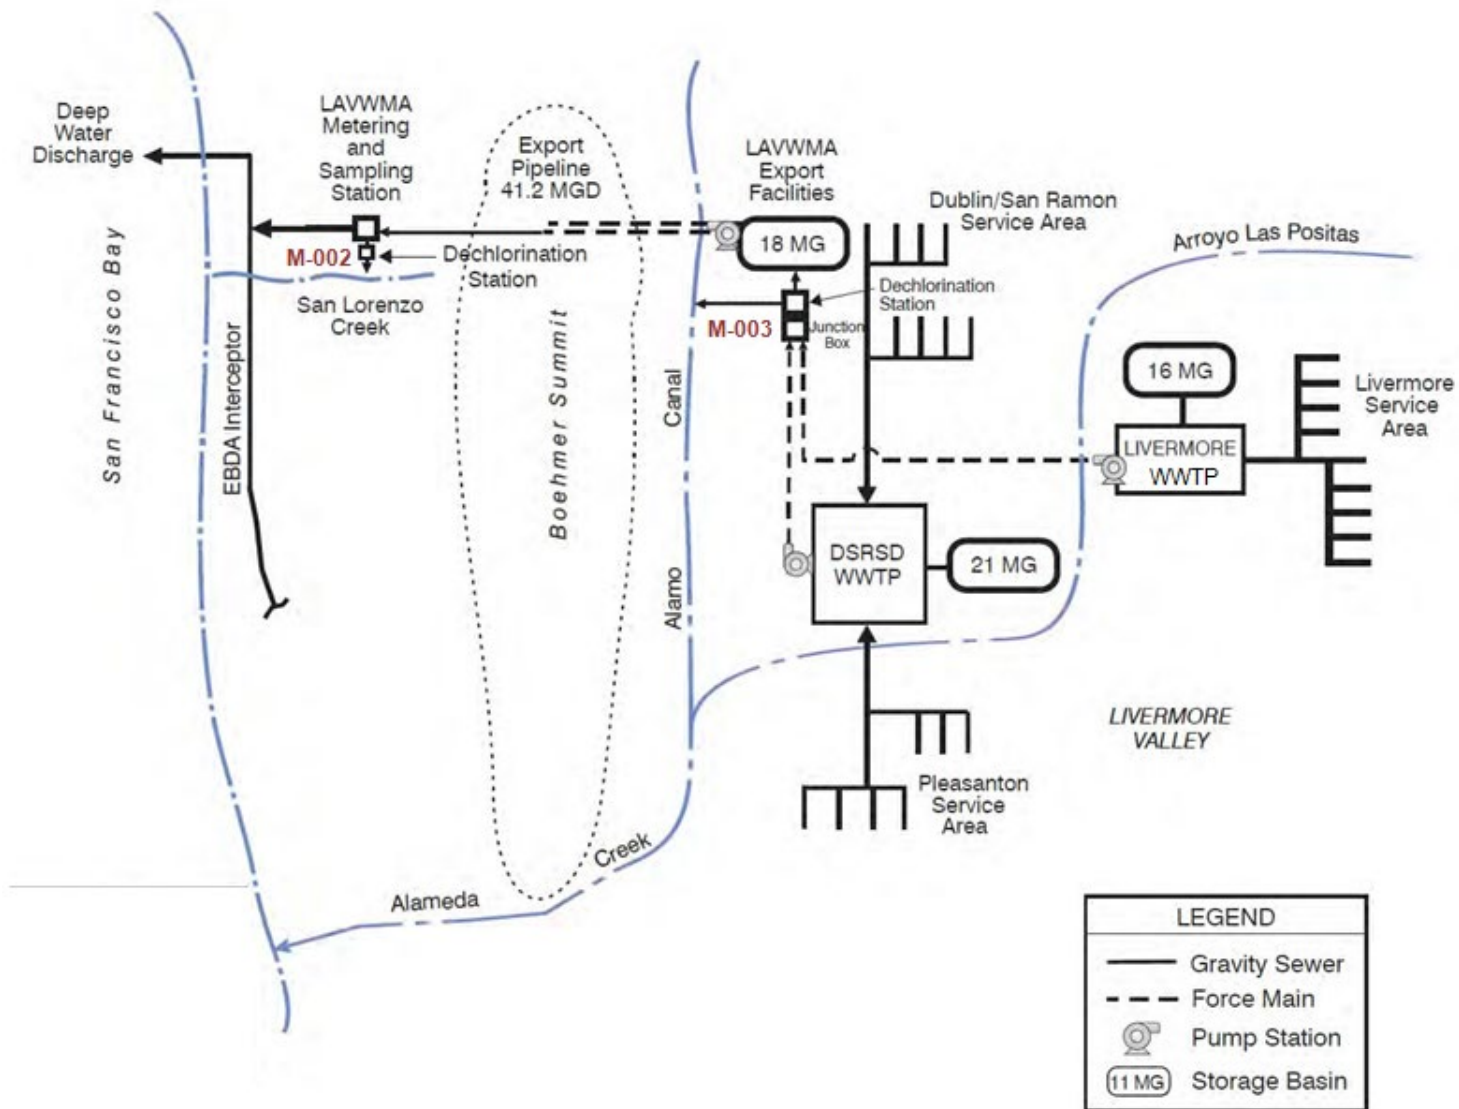 Deep
Water
Discharge
LAVWMA
Metering
and
Sampling
Station
Export
Pipeline
41.2 MGD
LAVWMA
Export
Facilities
18 MG
Dublin/San Ramon
Service Area
Arroyo Las Positas
M-002
Dechlorination
Station
San Lorenzo
Creek
Dechlorination
Station
M-003
Junction
Box
San Francisco Bay
EBDA Interceptor
Boehmer Summit
Alamo Canal
16 MG
LIVERMORE
WWTP
Livermore
Service
Area
DSRSD
WWTP
21 MG
LIVERMORE
VALLEY
Pleasanton
Service
Area
Alameda Creek
LEGEND
Gravity Sewer
Force Main
Pump Station
11 MG Storage Basin